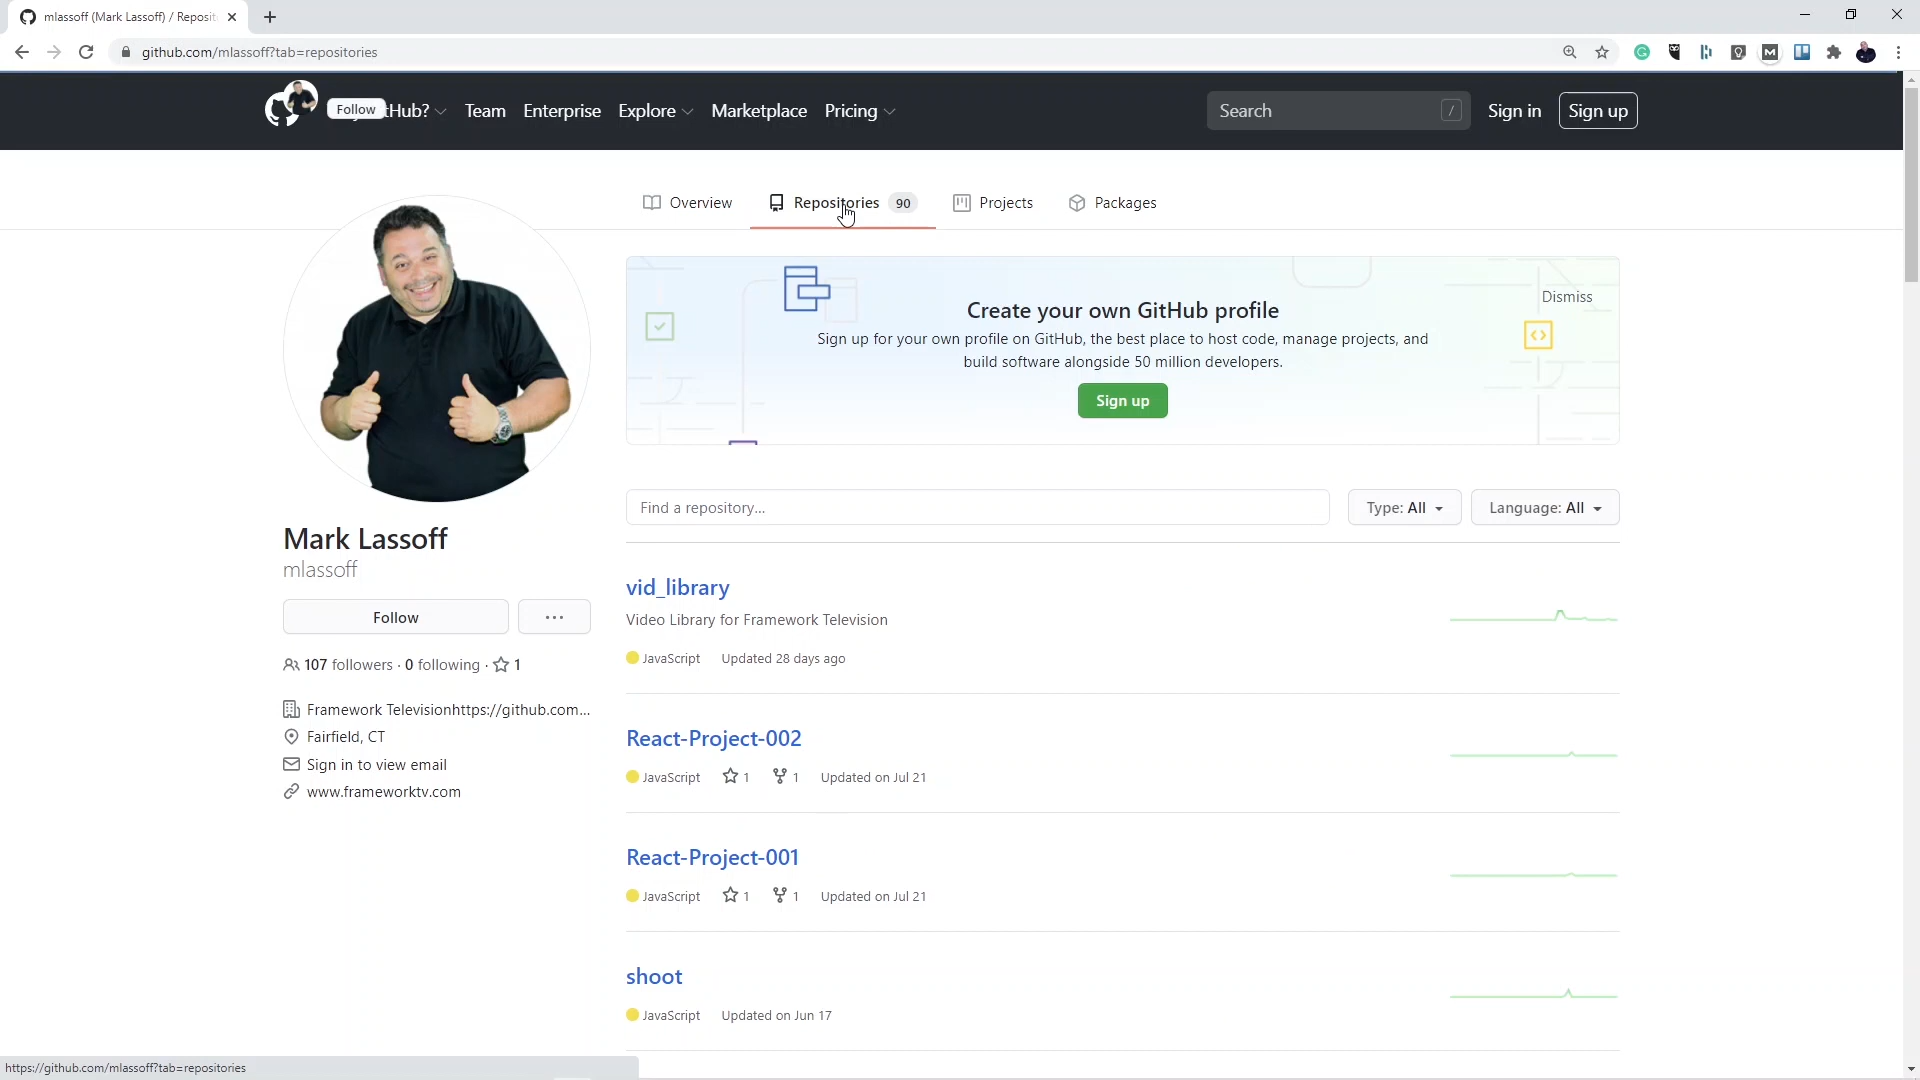 mlassoff (Mark Lassoff) / Reposit
github.com/mlassoff?tab=repositories
Follow
tHub?
Team
Enterprise
Explore
Marketplace
Pricing
Search
/
Sign in
Sign up
Overview
Repositories 90
Projects
Packages
Create your own GitHub profile
Dismiss
Sign up for your own profile on GitHub, the best place to host code, manage projects, and
build software alongside 50 million developers.
Sign up
Mark Lassoff
mlassoff
Follow
...
107 followers · 0 following · 1
Framework Televisionhttps://github.com...
Fairfield, CT
Sign in to view email
www.frameworktv.com
Find a repository...
Type: All
Language: All
vid_library
Video Library for Framework Television
JavaScript Updated 28 days ago
React-Project-002
JavaScript 1 1 Updated on Jul 21
React-Project-001
JavaScript 1 1 Updated on Jul 21
shoot
JavaScript Updated on Jun 17
https://github.com/mlassoff?tab=repositories